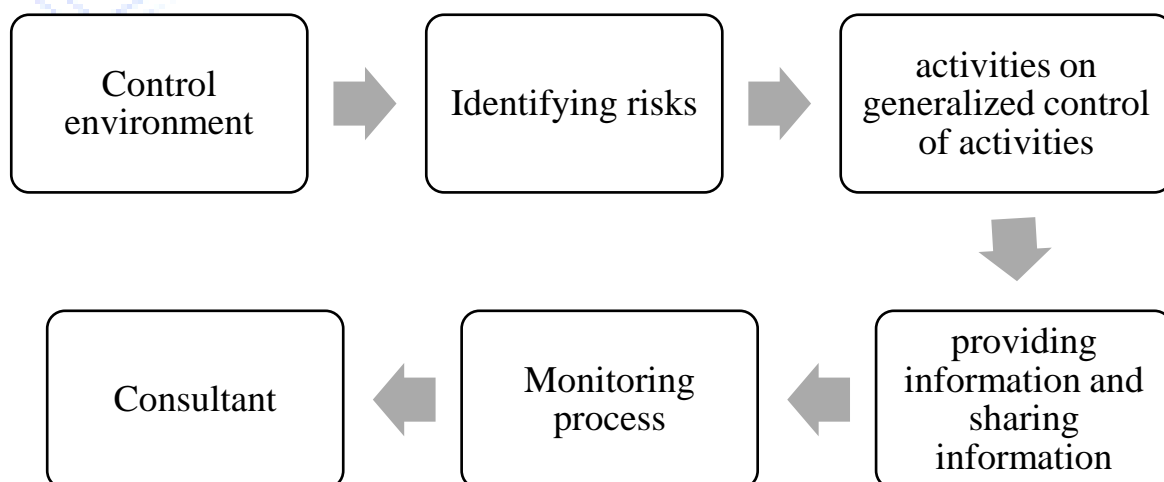 Control
environment
Identifying risks
activities on
generalized control
of activities
providing
information and
sharing
information
Monitoring
process
Consultant